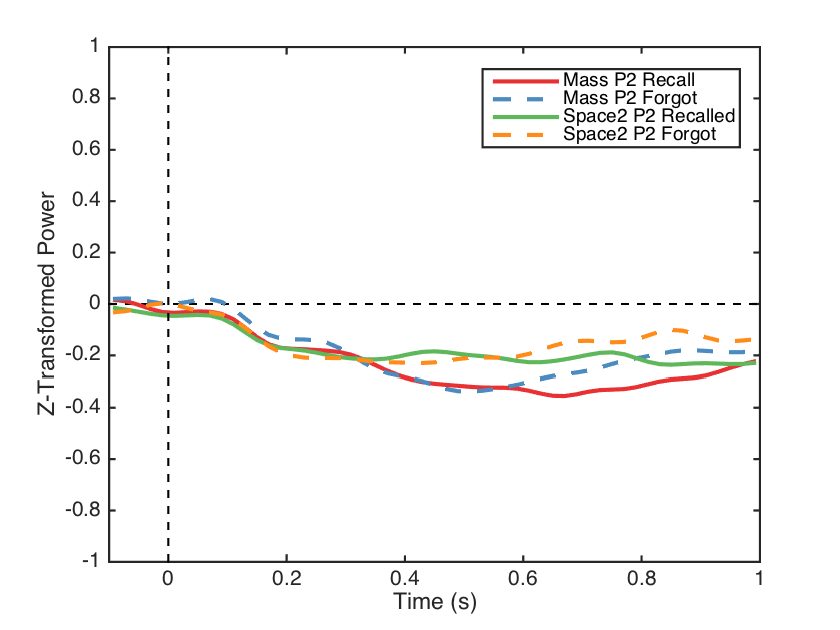 1
0.8
0.6
0.4
0.2
0
-0.2
-0.4
-0.6
-0.8
-1
Z-Transformed Power
Mass P2 Recall
Mass P2 Forgot
Space2 P2 Recalled
Space2 P2 Forgot
0
0.2
0.4
0.6
0.8
1
Time (s)